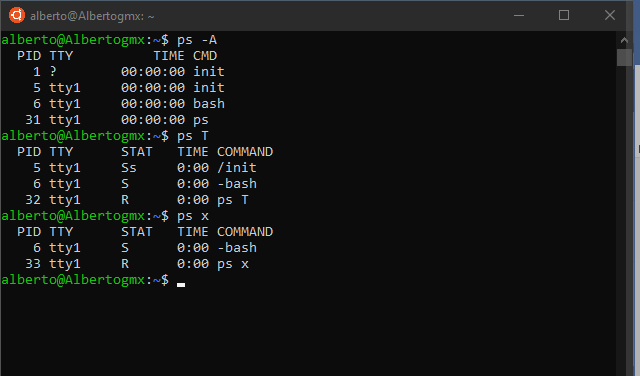 alberto@Albertogmx: ~
alberto@Albertogmx:~$ ps -A
  PID TTY          TIME CMD
    1 ?        00:00:00 init
    5 tty1     00:00:00 init
    6 tty1     00:00:00 bash
   31 tty1     00:00:00 ps
alberto@Albertogmx:~$ ps T
  PID TTY      STAT   TIME COMMAND
    5 tty1     Ss     0:00 /init
    6 tty1     S      0:00 -bash
   32 tty1     R      0:00 ps T
alberto@Albertogmx:~$ ps x
  PID TTY      STAT   TIME COMMAND
    6 tty1     S      0:00 -bash
   33 tty1     R      0:00 ps x
alberto@Albertogmx:~$